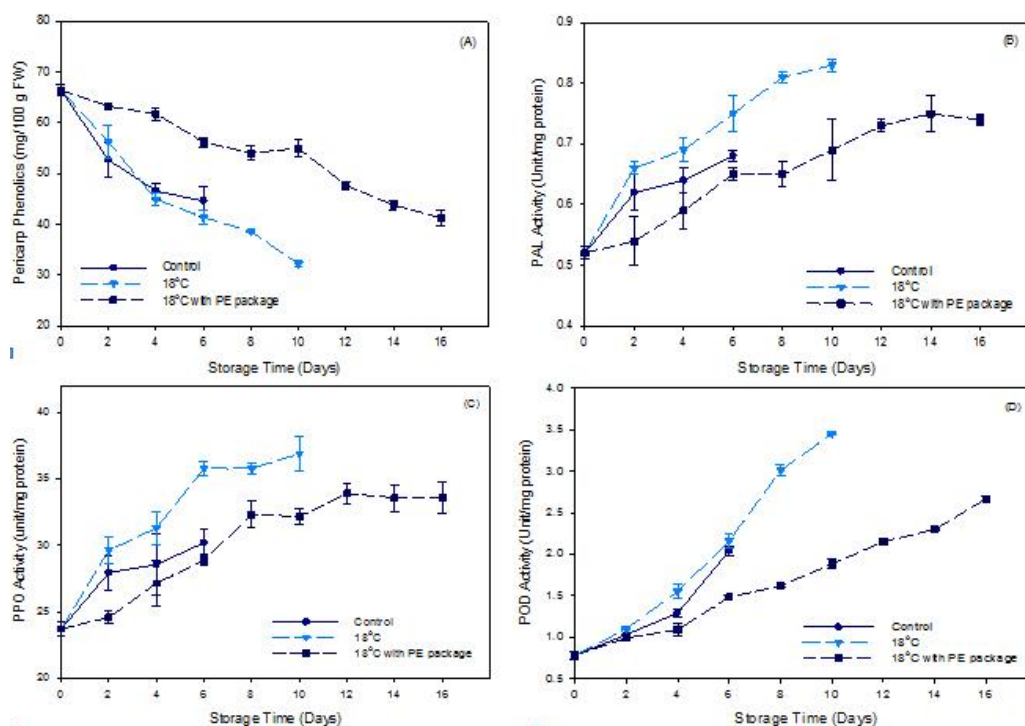 (A)
Pericarp Phenolics (mg/100 g FW)
80
70
60
50
40
30
20
Control
18°C
18°C with PE package
0 2 4 6 8 10 12 14 16
Storage Time (Days)
(B)
PAL Activity (Unit/mg protein)
0.9
0.8
0.7
0.6
0.5
0.4
Control
18°C
18°C with PE package
0 2 4 6 8 10 12 14 16
Storage Time (Days)
(C)
PPO Activity (unit/mg protein)
40
35
30
25
20
Control
18°C
18°C with PE package
0 2 4 6 8 10 12 14 16
Storage Time (Days)
(D)
POD Activity (Unit/mg protein)
4.0
3.5
3.0
2.5
2.0
1.5
1.0
0.5
Control
18°C
18°C with PE package
0 2 4 6 8 10 12 14 16
Storage Time (Days)